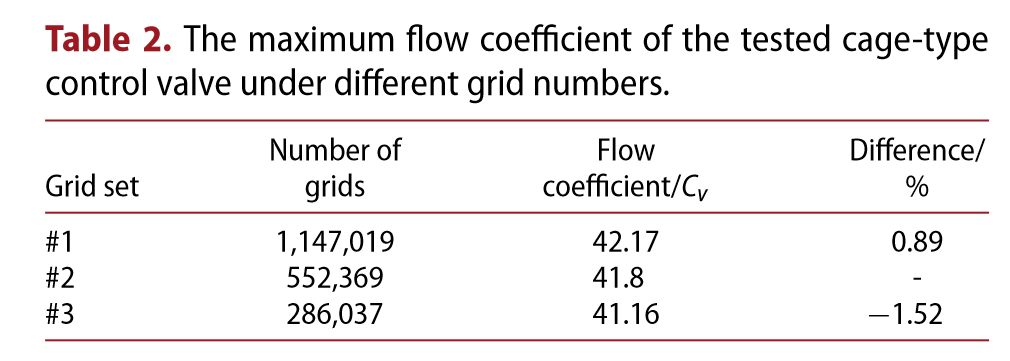 Table 2. The maximum flow coefficient of the tested cage-type
control valve under different grid numbers.
Grid set Number of grids Flow coefficient/Cv Difference/%
#1 1,147,019 42.17 0.89
#2 552,369 41.8 -
#3 286,037 41.16 −1.52